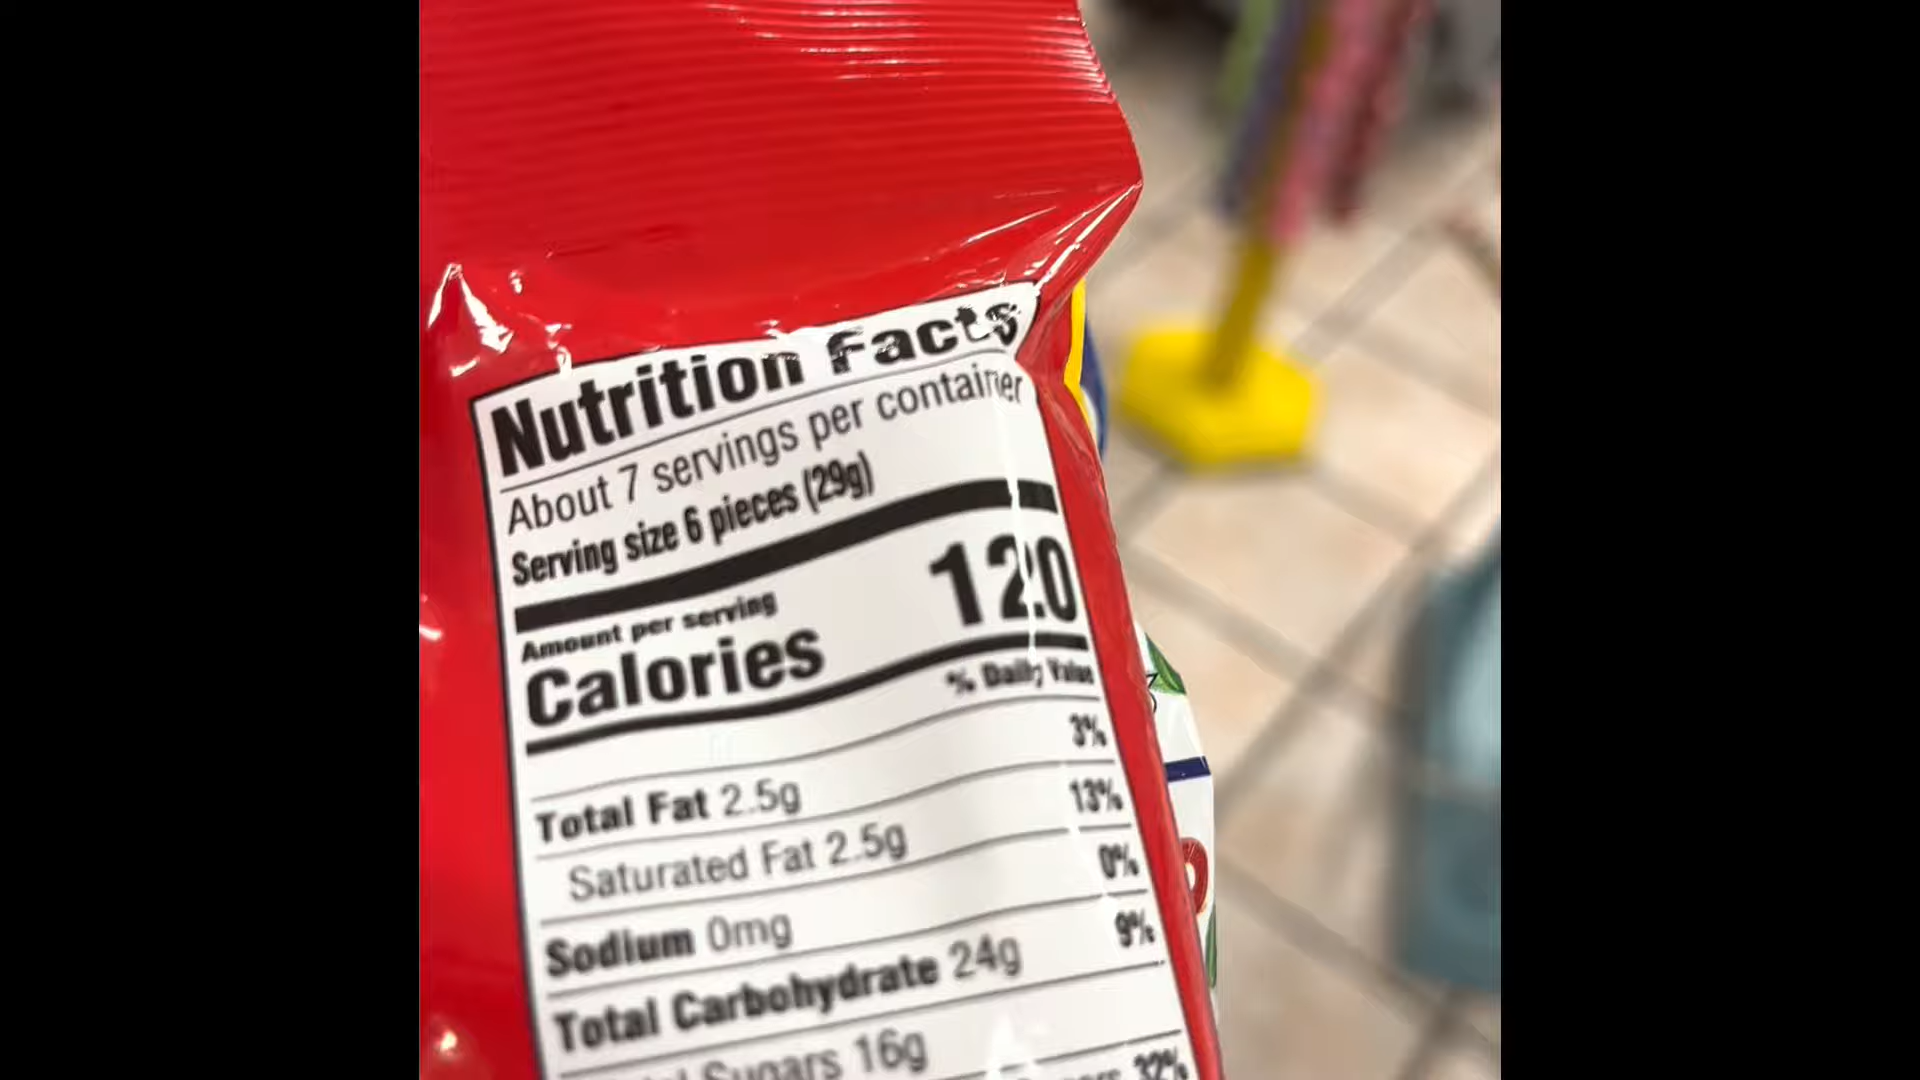 Nutrition Facts
About 7 servings per container
Serving size 6 pieces (29g)
Amount per serving
Calories 120
% Daily Value
3%
Total Fat 2.5g
13%
Saturated Fat 2.5g
0%
Sodium 0mg
9%
Total Carbohydrate 24g
Sugars 16g
32%